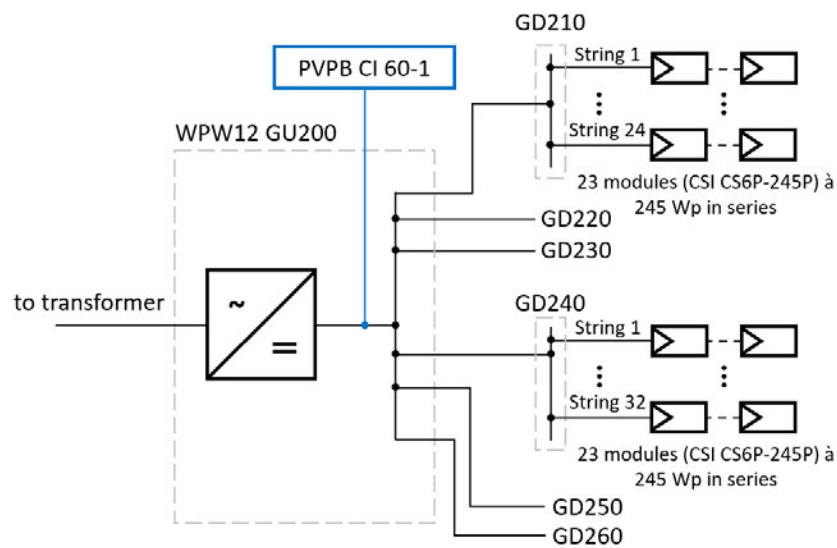 GD210
String 1
PVPB CI 60-1
String 24
WPW12 GU200
23 modules (CSI CS6P-245P) à
245 Wp in series
GD220
GD230
to transformer
~
=
GD240
String 1
String 32
23 modules (CSI CS6P-245P) à
245 Wp in series
GD250
GD260